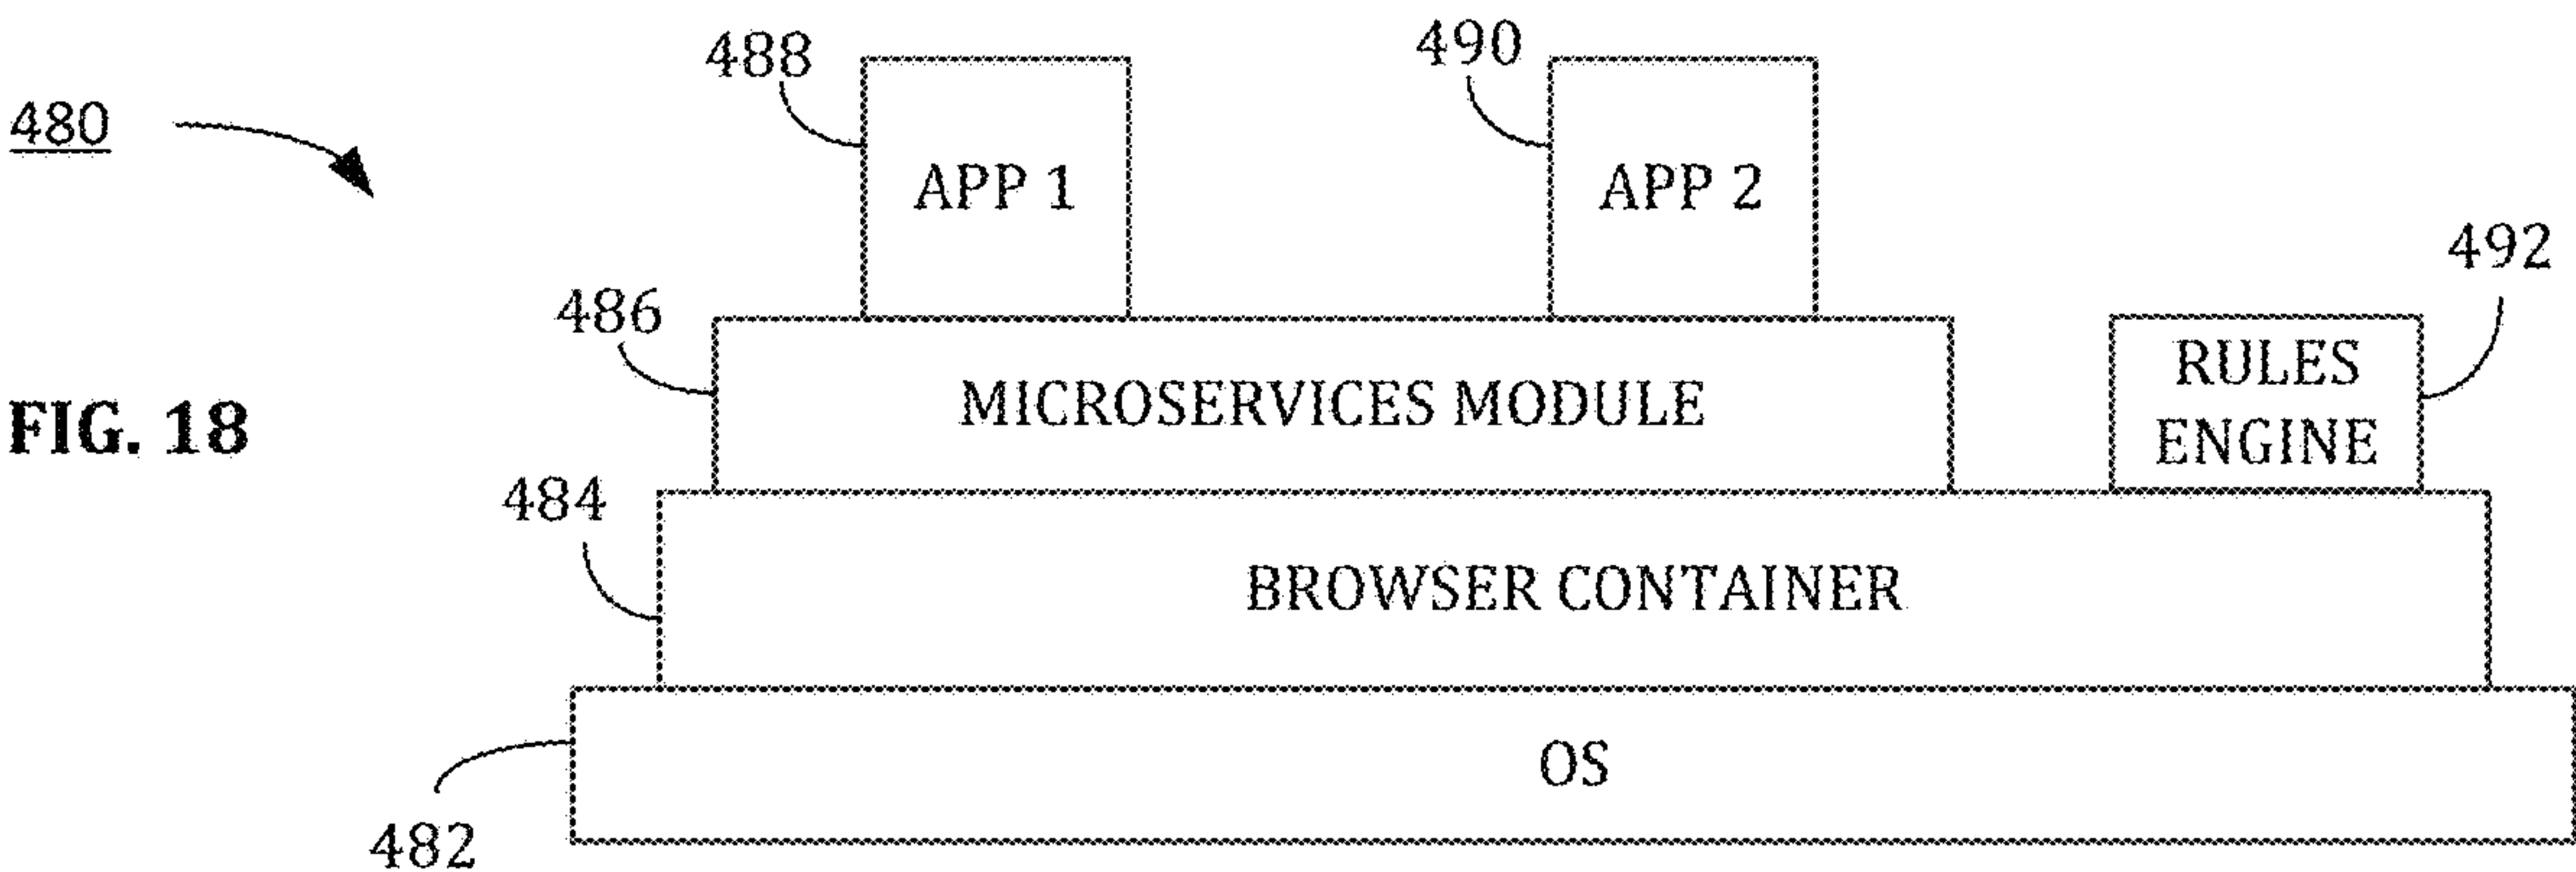 488
490
480
APP 1
APP 2
492
486
RULES
ENGINE
MICROSERVICES MODULE
FIG. 18
484
BROWSER CONTAINER
OS
482